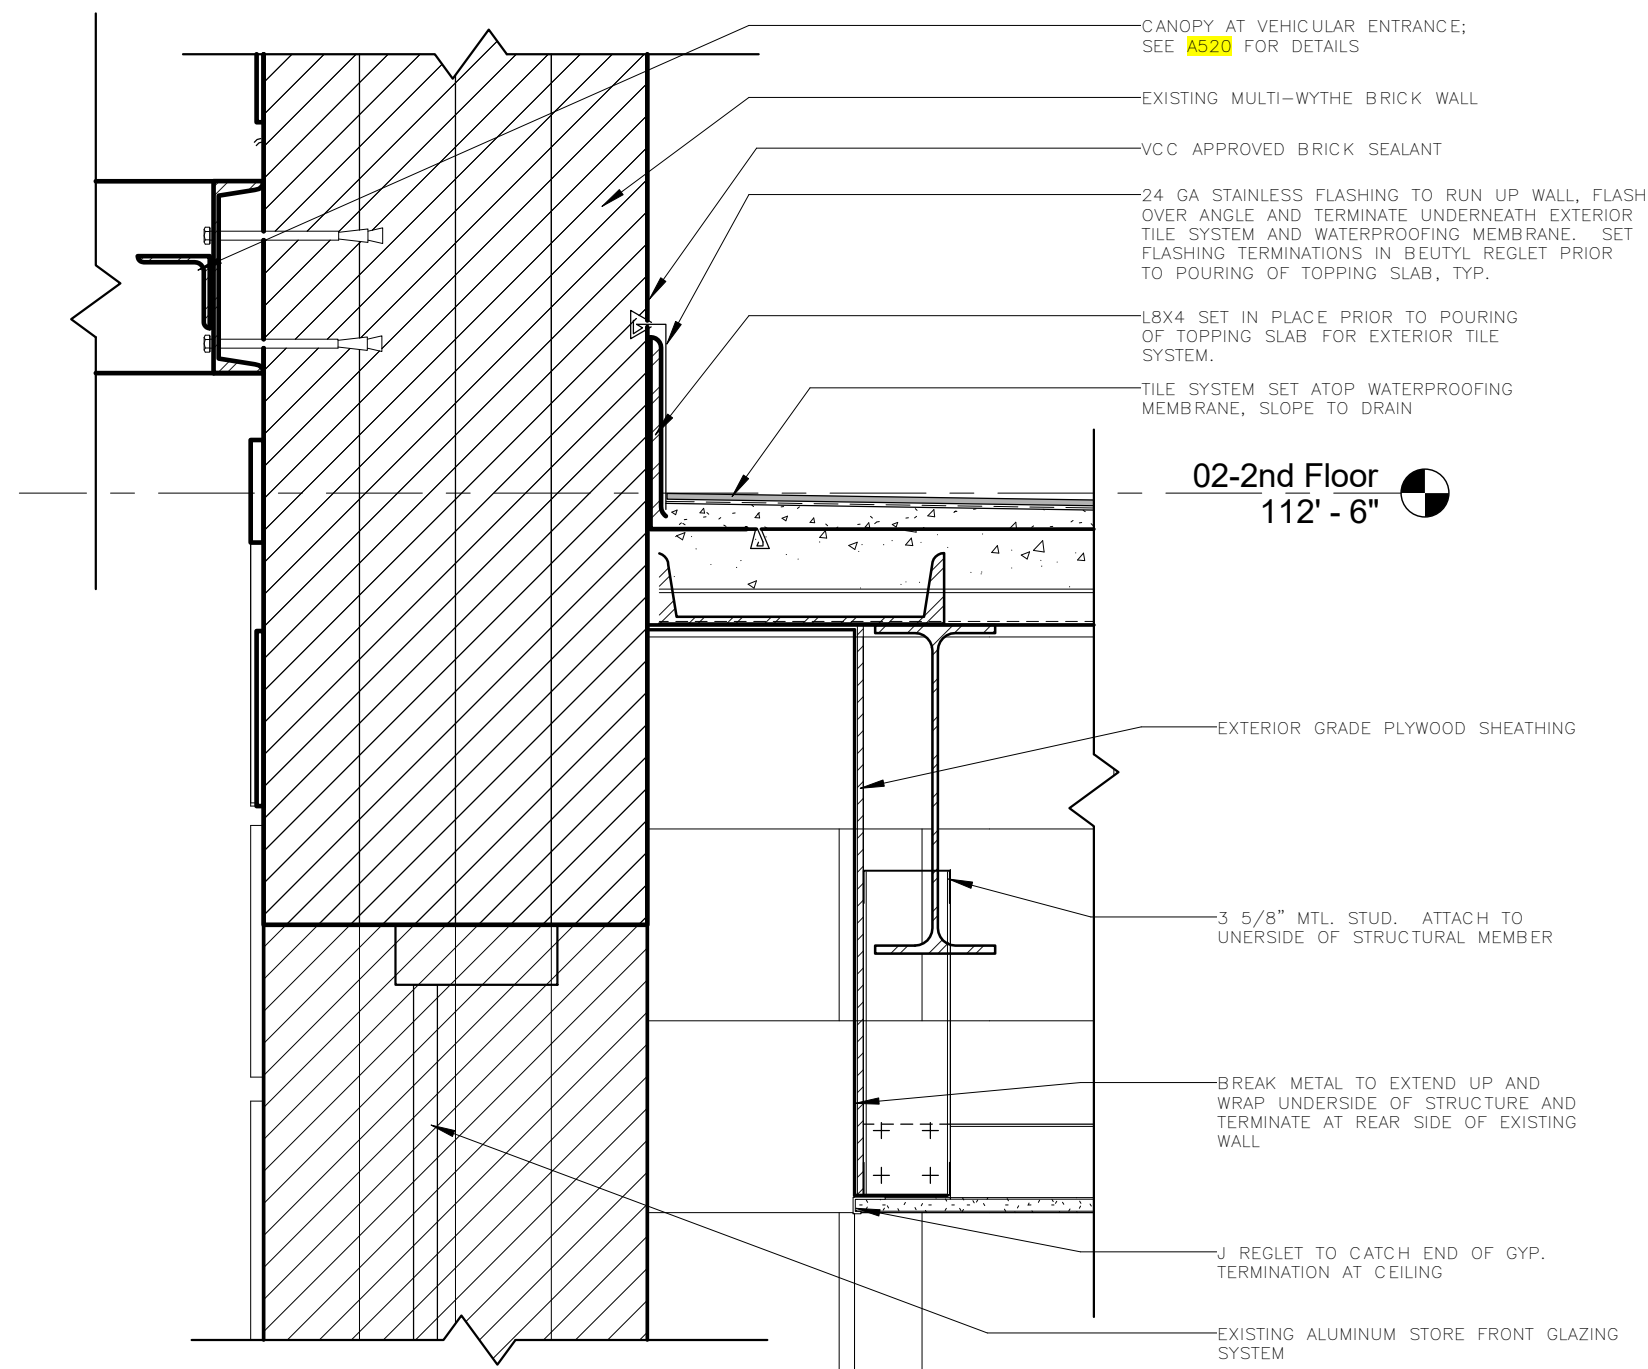 CANOPY AT VEHICULAR ENTRANCE;
SEE A520 FOR DETAILS
EXISTING MULTI-WYTHE BRICK WALL
VCC APPROVED BRICK SEALANT
24 GA STAINLESS FLASHING TO RUN UP WALL, FLASH
OVER ANGLE AND TERMINATE UNDERNEATH EXTERIOR
TILE SYSTEM AND WATERPROOFING MEMBRANE. SET
FLASHING TERMINATIONS IN BEUTYL REGLET PRIOR
TO POURING OF TOPPING SLAB, TYP.
L8X4 SET IN PLACE PRIOR TO POURING
OF TOPPING SLAB FOR EXTERIOR TILE
SYSTEM.
TILE SYSTEM SET ATOP WATERPROOFING
MEMBRANE, SLOPE TO DRAIN
02-2nd Floor
112' - 6"
EXTERIOR GRADE PLYWOOD SHEATHING
3 5/8" MTL. STUD. ATTACH TO
UNERSIDE OF STRUCTURAL MEMBER
BREAK METAL TO EXTEND UP AND
WRAP UNDERSIDE OF STRUCTURE AND
TERMINATE AT REAR SIDE OF EXISTING
WALL
J REGLET TO CATCH END OF GYP.
TERMINATION AT CEILING
EXISTING ALUMINUM STORE FRONT GLAZING
SYSTEM